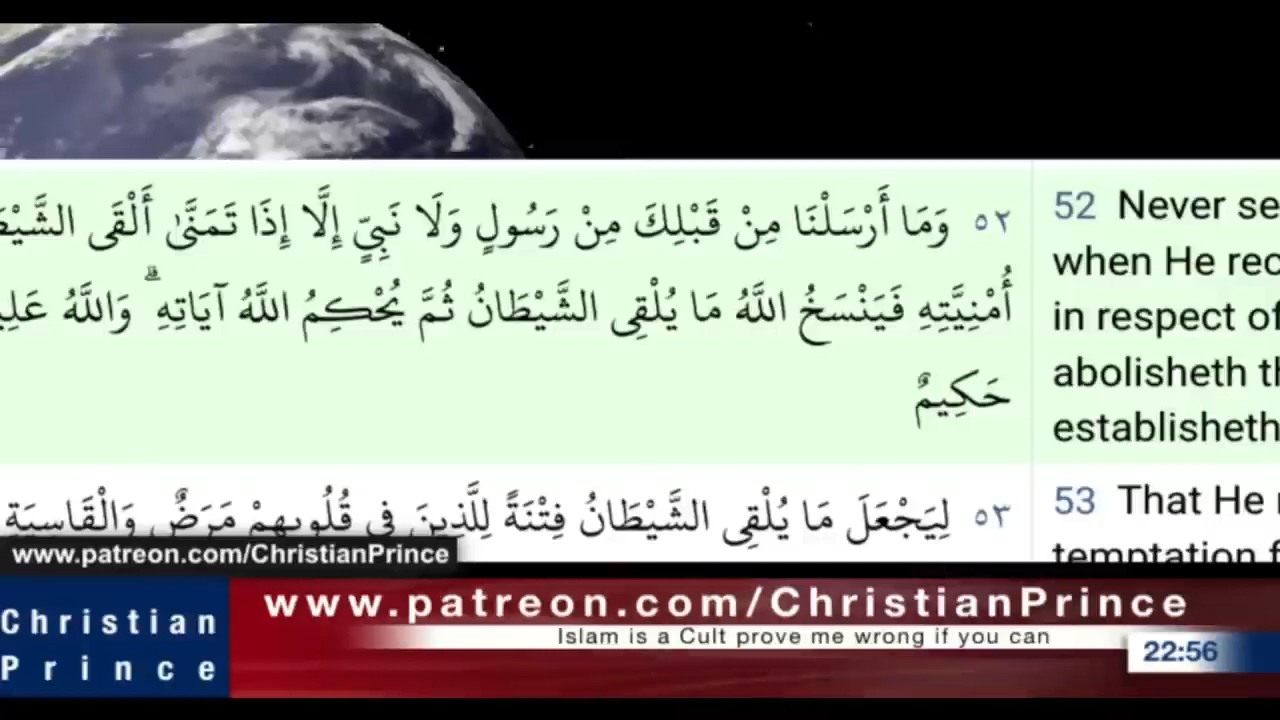 ٥٢ وَمَا أَرْسَلْنَا مِنْ قَبْلِكَ مِنْ رَسُولٍ وَلَا نَبِيٍّ إِلَّا إِذَا تَمَنَّىٰ أَلْقَى
أُمْنِيَّتِهِ فَيَنْسَخُ اللَّهُ مَا يُلْقِي الشَّيْطَانُ ثُمَّ يُحْكِمُ اللَّهُ آيَاتِهِ ۗ وَاللَّهُ
حَكِيمٌ
52 Never se
when He rec
in respect of
abolisheth th
establisheth
٥٣ لِيَجْعَلَ مَا يُلْقِي الشَّيْطَانُ فِتْنَةً لِلَّذِينَ فِي قُلُوبِهِمْ مَرَضٌ وَالْقَاسِيَةِ
53 That He
temptation f
www.patreon.com/ChristianPrince
Christian
Prince
www.patreon.com/ChristianPrince
Islam is a Cult prove me wrong if you can
22:56